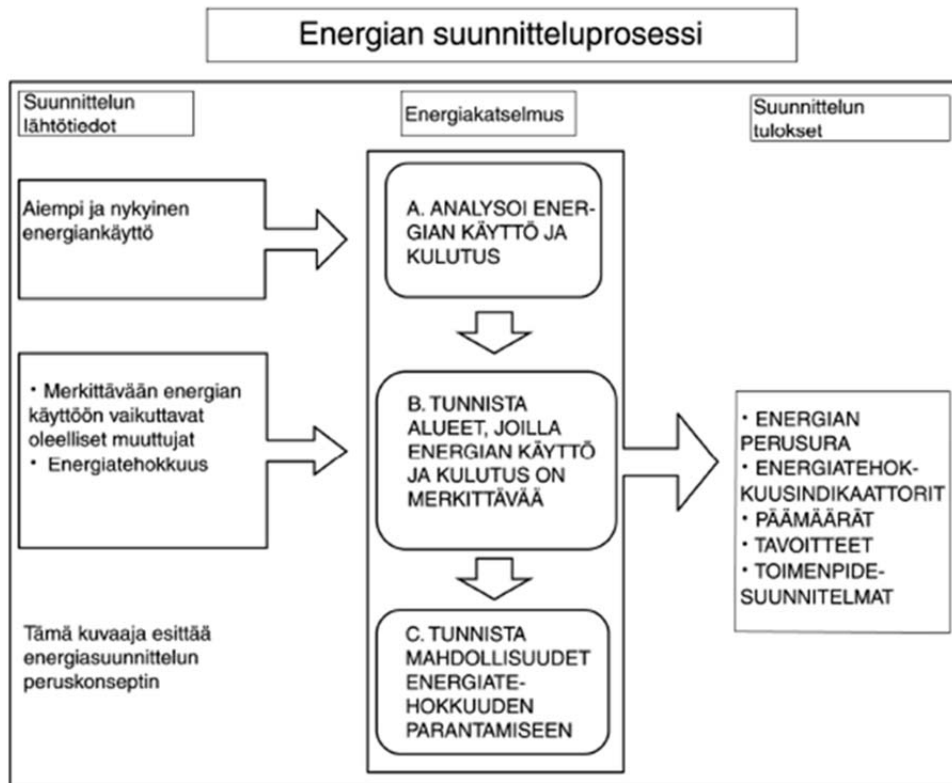 Energian suunnitteluprosessi
Suunnittelun
lähtötiedot
Energiakatselmus
Suunnittelun
tulokset
Aiempi ja nykyinen
energiankäyttö
A. ANALYSOI ENER-
GIAN KÄYTTÖ JA
KULUTUS
• Merkittävään energian
käyttöön vaikuttavat
oleelliset muuttujat
• Energiatehokkuus
B. TUNNISTA
ALUEET, JOILLA
ENERGIAN KÄYTTÖ
JA KULUTUS ON
MERKITTÄVÄÄ
• ENERGIAN
PERUSURA
• ENERGIATEHOK-
KUUSINDIKAATTORIT
• PÄÄMÄÄRÄT
• TAVOITTEET
• TOIMENPIDE-
SUUNNITELMAT
Tämä kuvaaja esittää
energiasuunnittelun
peruskonseptin
C. TUNNISTA
MAHDOLLISUUDET
ENERGIATE-
HOKKUUDEN
PARANTAMISEEN